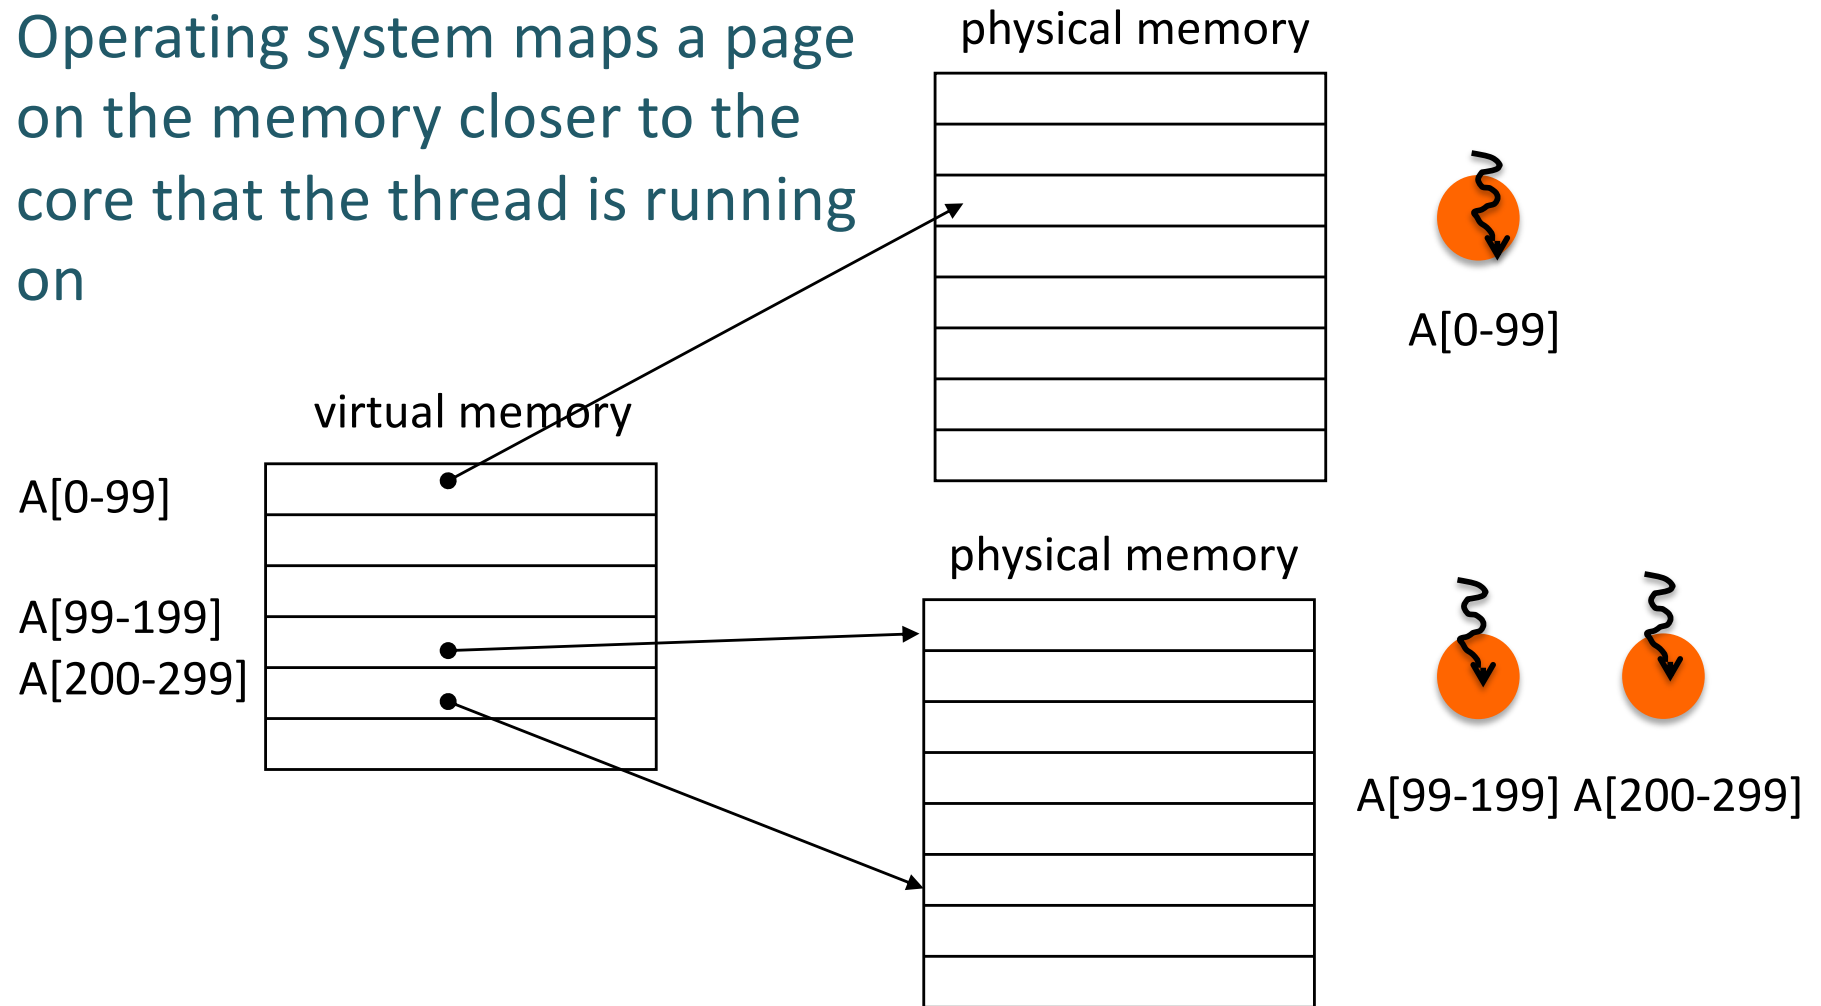 Operating system maps a page
on the memory closer to the
core that the thread is running
on
physical memory
A[0-99]
virtual memory
A[0-99]
A[99-199]
A[200-299]
physical memory
A[99-199] A[200-299]